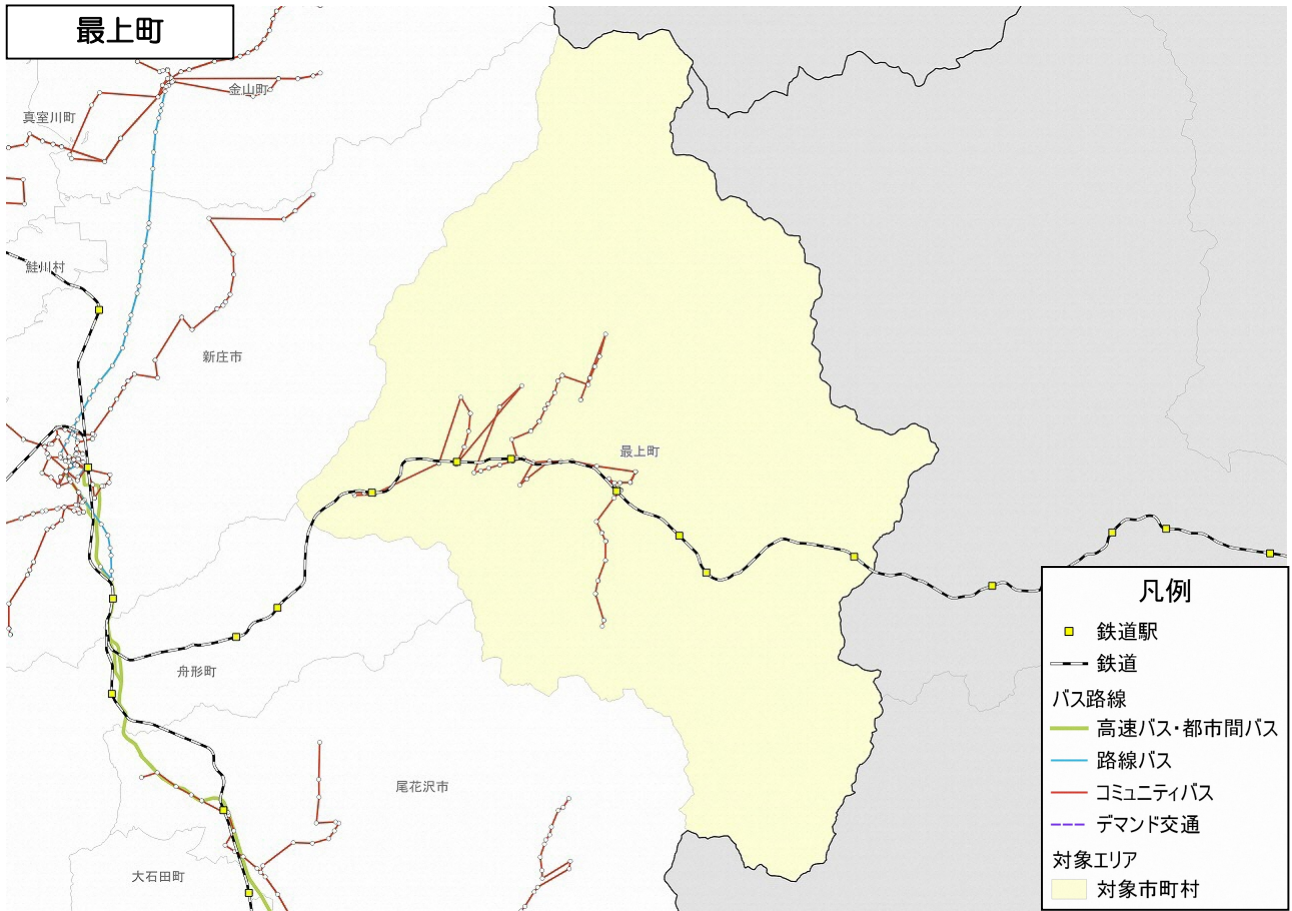 最上町
金山町
真室川町
鮭川村
新庄市
最上町
舟形町
尾花沢市
大石田町
凡例
鉄道駅
鉄道
バス路線
高速バス・都市間バス
路線バス
コミュニティバス
デマンド交通
対象エリア
対象市町村